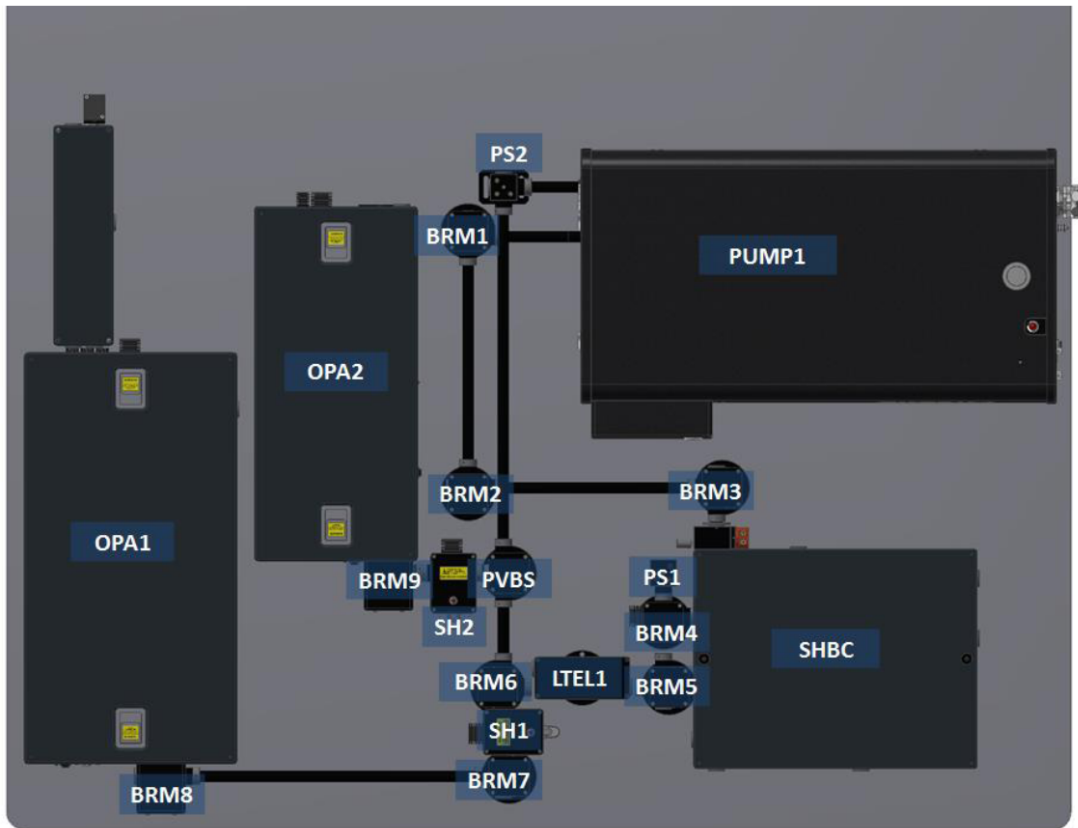 PS2
BRM1
PUMP1
OPA2
BRM2
BRM3
OPA1
BRM9
PVBS
PS1
SH2
BRM4
SHBC
BRM6
LTEL1
BRM5
SH1
BRM7
BRM8